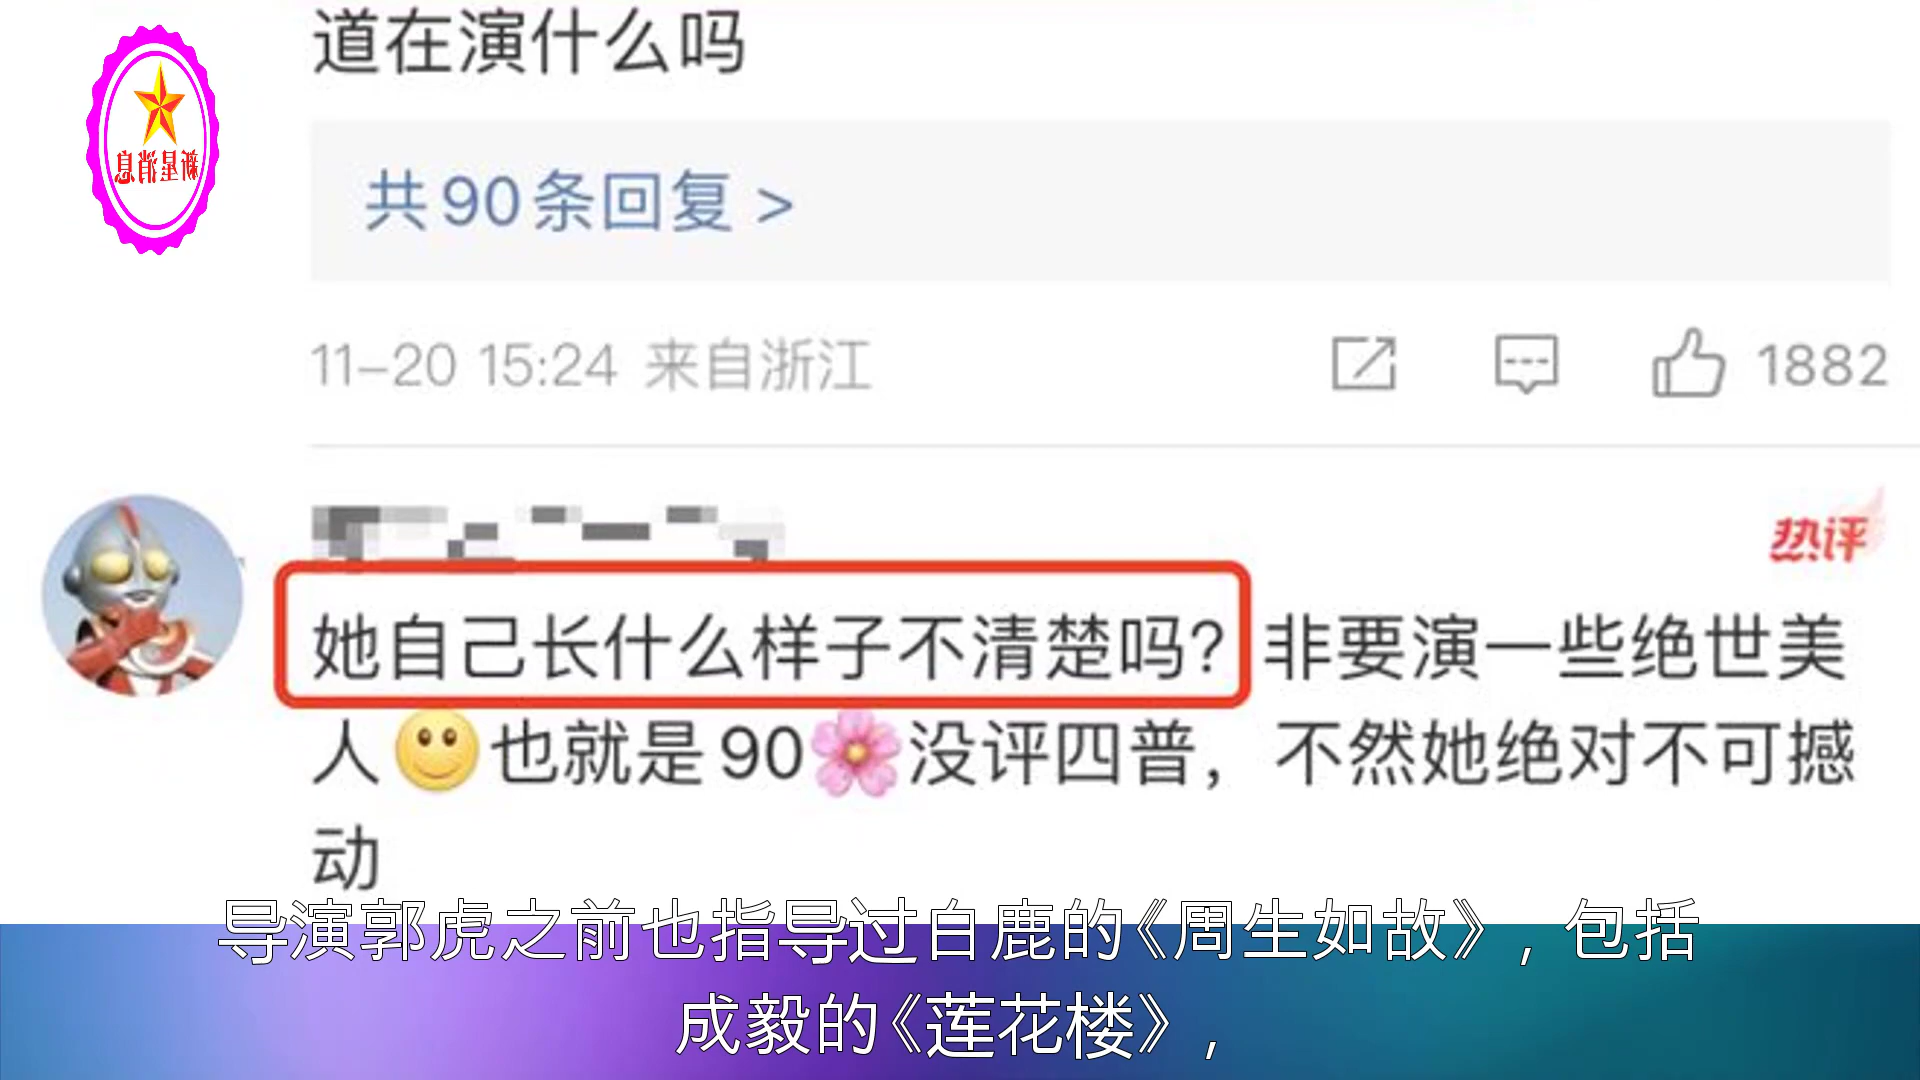 道在演什么吗
新星消息
共90条回复 >
11-20 15:24 来自浙江
1882
热评
她自己长什么样子不清楚吗?非要演一些绝世美
人🙂也就是90🌸没评四普，不然她绝对不可撼
动
导演郭虎之前也指导过白鹿的《周生如故》，包括
成毅的《莲花楼》，